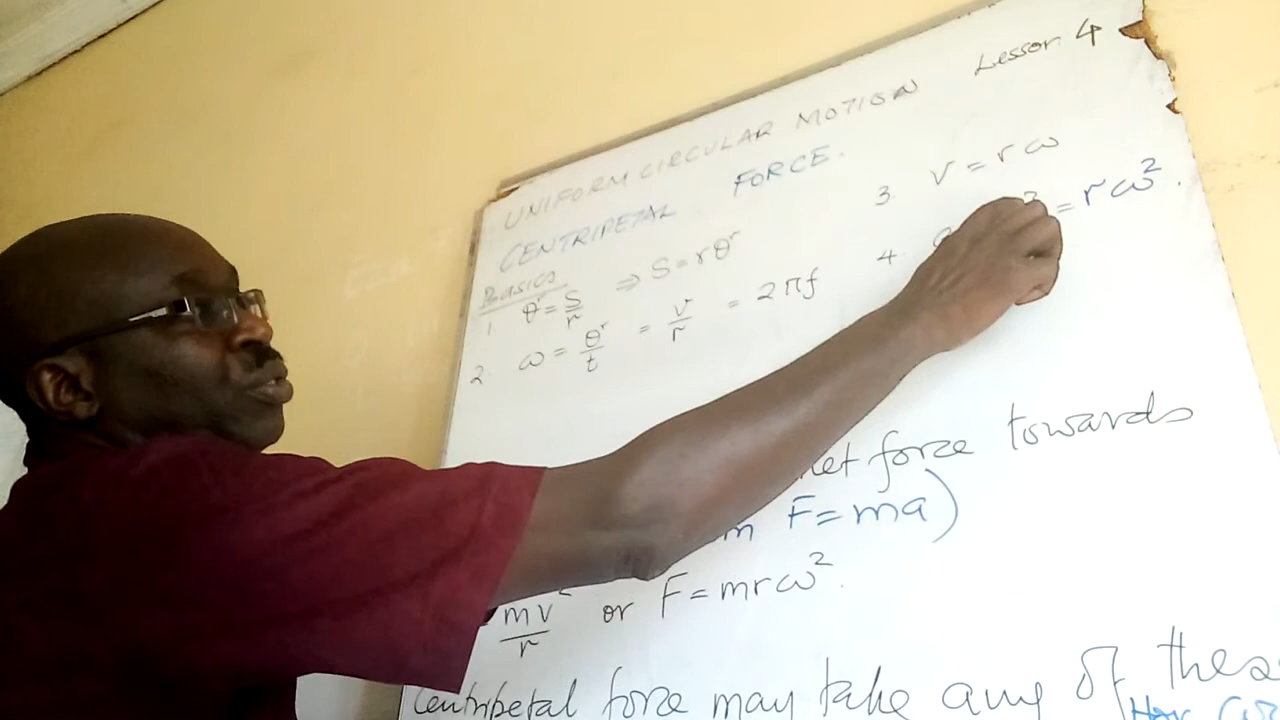 Lesson 4
UNIFORM CIRCULAR MOTION
CENTRIPETAL FORCE.
Basics
1. θʳ = S/r ⇒ S = rθʳ
2. ω = θʳ/t = v/r = 2πf
3. V = rω
4. = rω².
force towards
F = ma)
mv²/r or F = mrω².
Centripetal force may take any of these